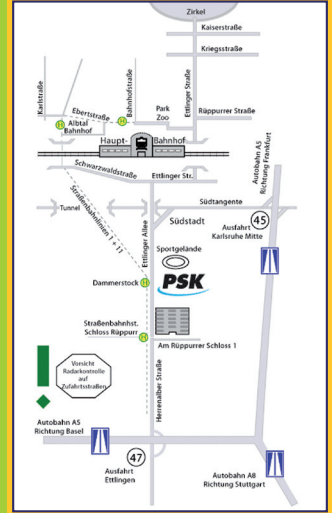 Zirkel
Kaiserstraße
Kriegsstraße
Karlstraße
Bahnhofstraße
Ettlinger Straße
Ebertstraße
Park
Zoo
Rüppurrer Straße
H
H
Albtal
Bahnhof
Haupt-
Bahnhof
Schwarzwaldstraße
Ettlinger Str.
Autobahn A5
Richtung Frankfurt
Straßenbahnlinien 1 + 11
Tunnel
Ettlinger Allee
Südtangente
Südstadt
45
Ausfahrt
Karlsruhe Mitte
Sportgelände
PSK
Dammerstock
H
Straßenbahnhst.
Schloss Rüppurr
H
Am Rüppurrer Schloss 1
Vorsicht
Radarkontrolle
auf
Zufahrtsstraßen
Herrenalber Straße
Autobahn A5
Richtung Basel
47
Ausfahrt
Ettlingen
Autobahn A8
Richtung Stuttgart